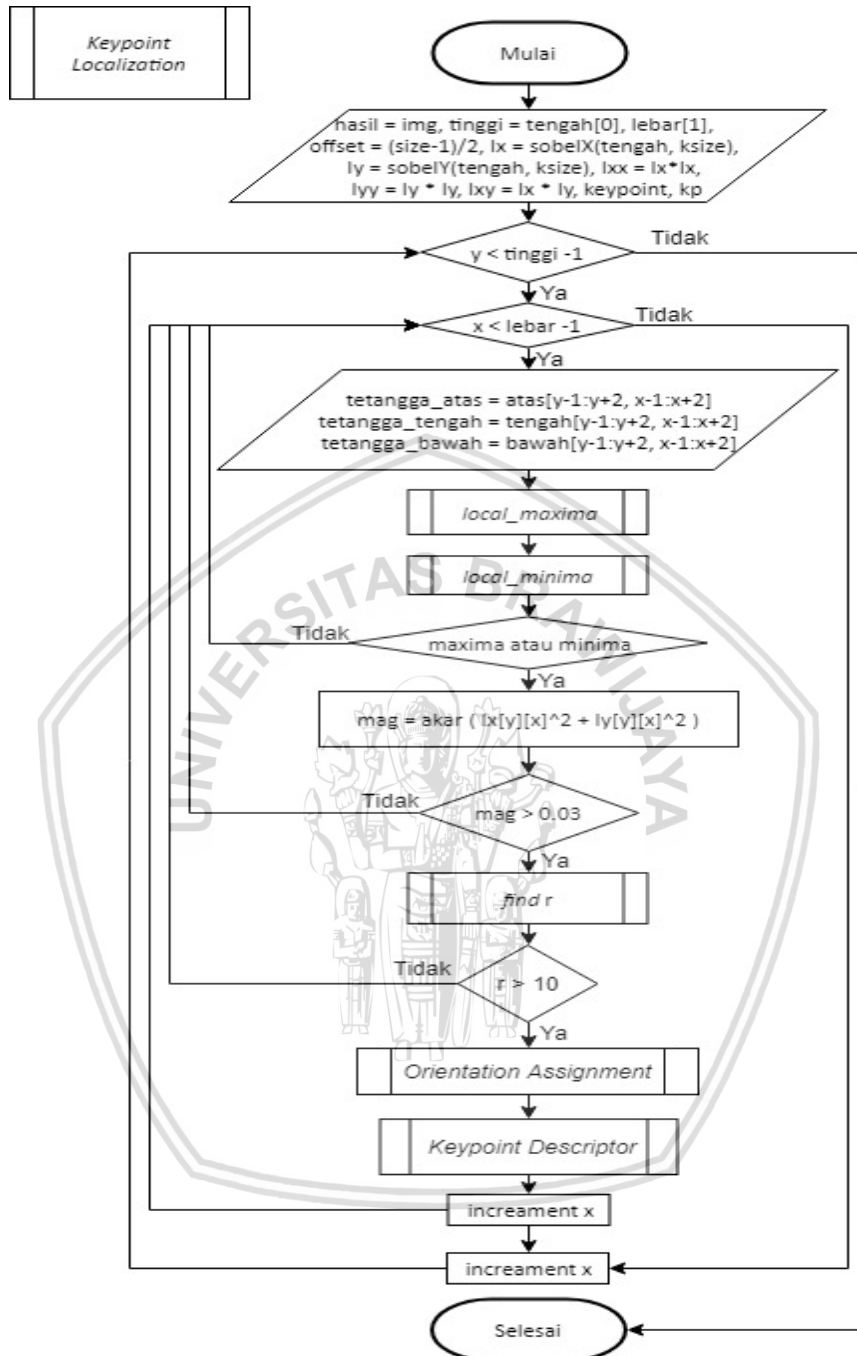 Keypoint
Localization
Mulai
hasil = img, tinggi = tengah[0], lebar[1],
offset = (size-1)/2, Ix = sobelX(tengah, ksize),
Iy = sobelY(tengah, ksize), Ixx = Ix*Ix,
Iyy = Iy * Iy, Ixy = Ix * Iy, keypoint, kp
y < tinggi -1
Tidak
Ya
x < lebar -1
Tidak
Ya
tetangga_atas = atas[y-1:y+2, x-1:x+2]
tetangga_tengah = tengah[y-1:y+2, x-1:x+2]
tetangga_bawah = bawah[y-1:y+2, x-1:x+2]
local_maxima
local_minima
Tidak
maxima atau minima
Ya
mag = akar ( Ix[y][x]^2 + Iy[y][x]^2 )
Tidak
mag > 0.03
Ya
find r
Tidak
r > 10
Ya
Orientation Assignment
Keypoint Descriptor
increament x
increament x
Selesai
UNIVERSITAS BRAWIJAYA